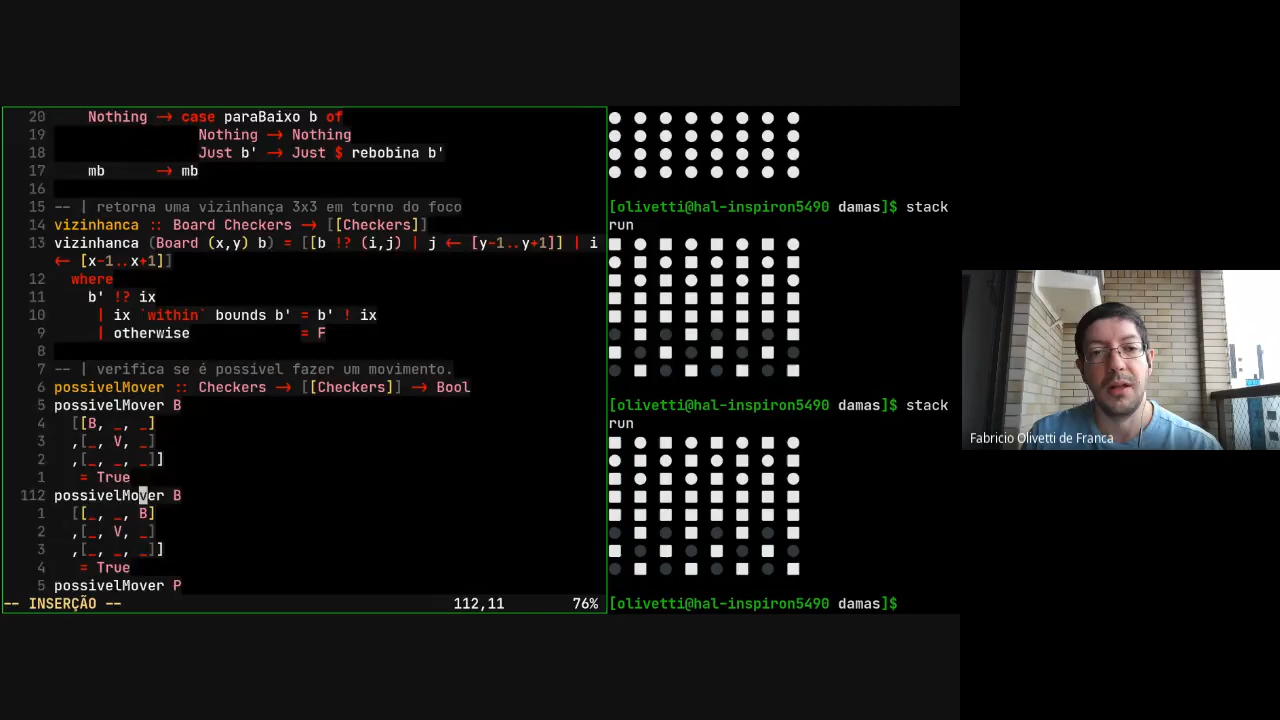 20 Nothing → case paraBaixo b of
19 Nothing → Nothing
18 Just b' → Just $ rebobina b'
17 mb → mb
16
15 -- | retorna uma vizinhança 3x3 em torno do foco
14 vizinhanca :: Board Checkers → [[Checkers]]
13 vizinhanca (Board (x,y) b) = [[b !? (i,j) | j ← [y-1..y+1]] | i
← [x-1..x+1]]
12 where
11 b' !? ix
10 | ix `within` bounds b' = b' ! ix
9 | otherwise = F
8
7 -- | verifica se é possível fazer um movimento.
6 possivelMover :: Checkers → [[Checkers]] → Bool
5 possivelMover B
4 [[B, _, _]
3 ,[_, V, _]
2 ,[_, _, _]]
1 = True
112 possivelMover B
1 [[_, _, B]
2 ,[_, V, _]
3 ,[_, _, _]]
4 = True
5 possivelMover P
-- INSERÇÃO -- 112,11 76%
[olivetti@hal-inspiron5490 damas]$ stack
run
[olivetti@hal-inspiron5490 damas]$ stack
run
[olivetti@hal-inspiron5490 damas]$
Fabricio Olivetti de Franca